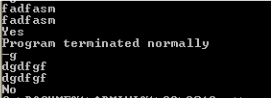 fadfasm
fadfasm
Yes
Program terminated normally
-g
dgdfgf
dgdfgf
No